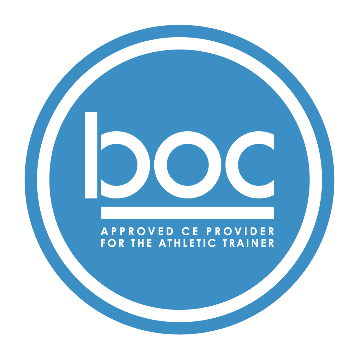 boc
APPROVED CE PROVIDER
FOR THE ATHLETIC TRAINER